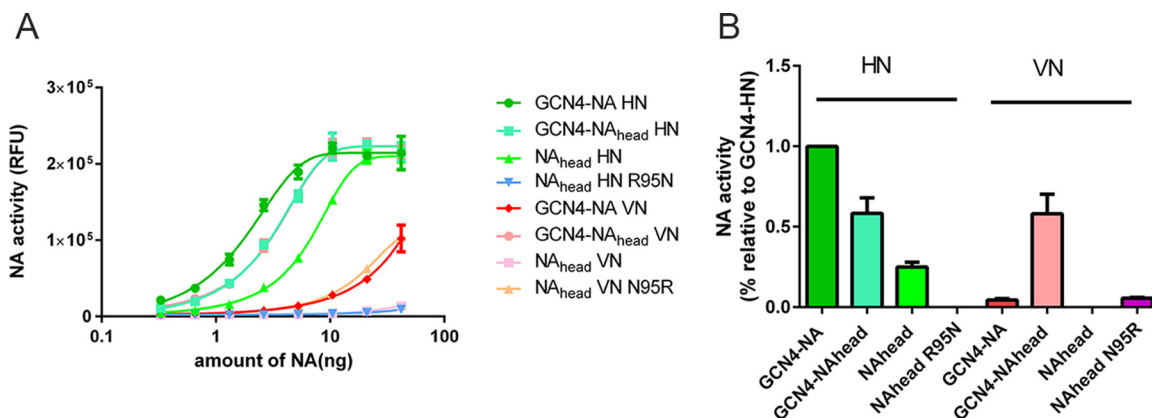 A
NA activity (RFU)
3×10⁵
2×10⁵
1×10⁵
0
0.1
1
10
100
amount of NA(ng)
GCN4-NA HN
GCN4-NAhead HN
NAhead HN
NAhead HN R95N
GCN4-NA VN
GCN4-NAhead VN
NAhead VN
NAhead VN N95R
B
NA activity
(% relative to GCN4-HN)
1.5
1.0
0.5
0.0
HN
VN
GCN4-NA
GCN4-NAhead
NAhead
NAhead R95N
GCN4-NA
GCN4-NAhead
NAhead
NAhead N95R